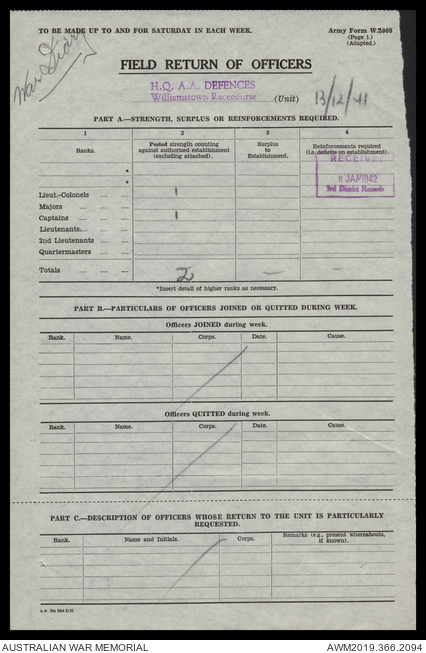 TO BE MADE UP TO AND FOR SATURDAY IN EACH WEEK.
Army Form W.3008
(Page 1.)
(Adapted.)
War Diary
FIELD RETURN OF OFFICERS
H.Q. A.A. DEFENCES
Williamstown Racecourse
(Unit)
13/12/41
PART A.—STRENGTH, SURPLUS OR REINFORCEMENTS REQUIRED.
1 2 3 4
Ranks.
Posted strength counting
against authorized establishment
(excluding attached).
Surplus
to
Establishment.
Reinforcements required
(i.e. deficits on establishment).
RECEIVED
8 JAN 1942
3rd District Records
*
*
Lieut.-Colonels — — 1
Majors — — —
Captains — — — 1
Lieutenants— — —
2nd Lieutenants — —
Quartermasters — —
Totals — — 2 — —
*Insert detail of higher ranks as necessary.
PART B.—PARTICULARS OF OFFICERS JOINED OR QUITTED DURING WEEK.
Officers JOINED during week.
Rank. Name. Corps. Date. Cause.
Officers QUITTED during week.
Rank. Name. Corps. Date. Cause.
PART C.—DESCRIPTION OF OFFICERS WHOSE RETURN TO THE UNIT IS PARTICULARLY
REQUESTED.
Rank. Name and Initials. Corps. Remarks (e.g., present whereabouts,
if known).
AUSTRALIAN WAR MEMORIAL
AWM2019.366.2094